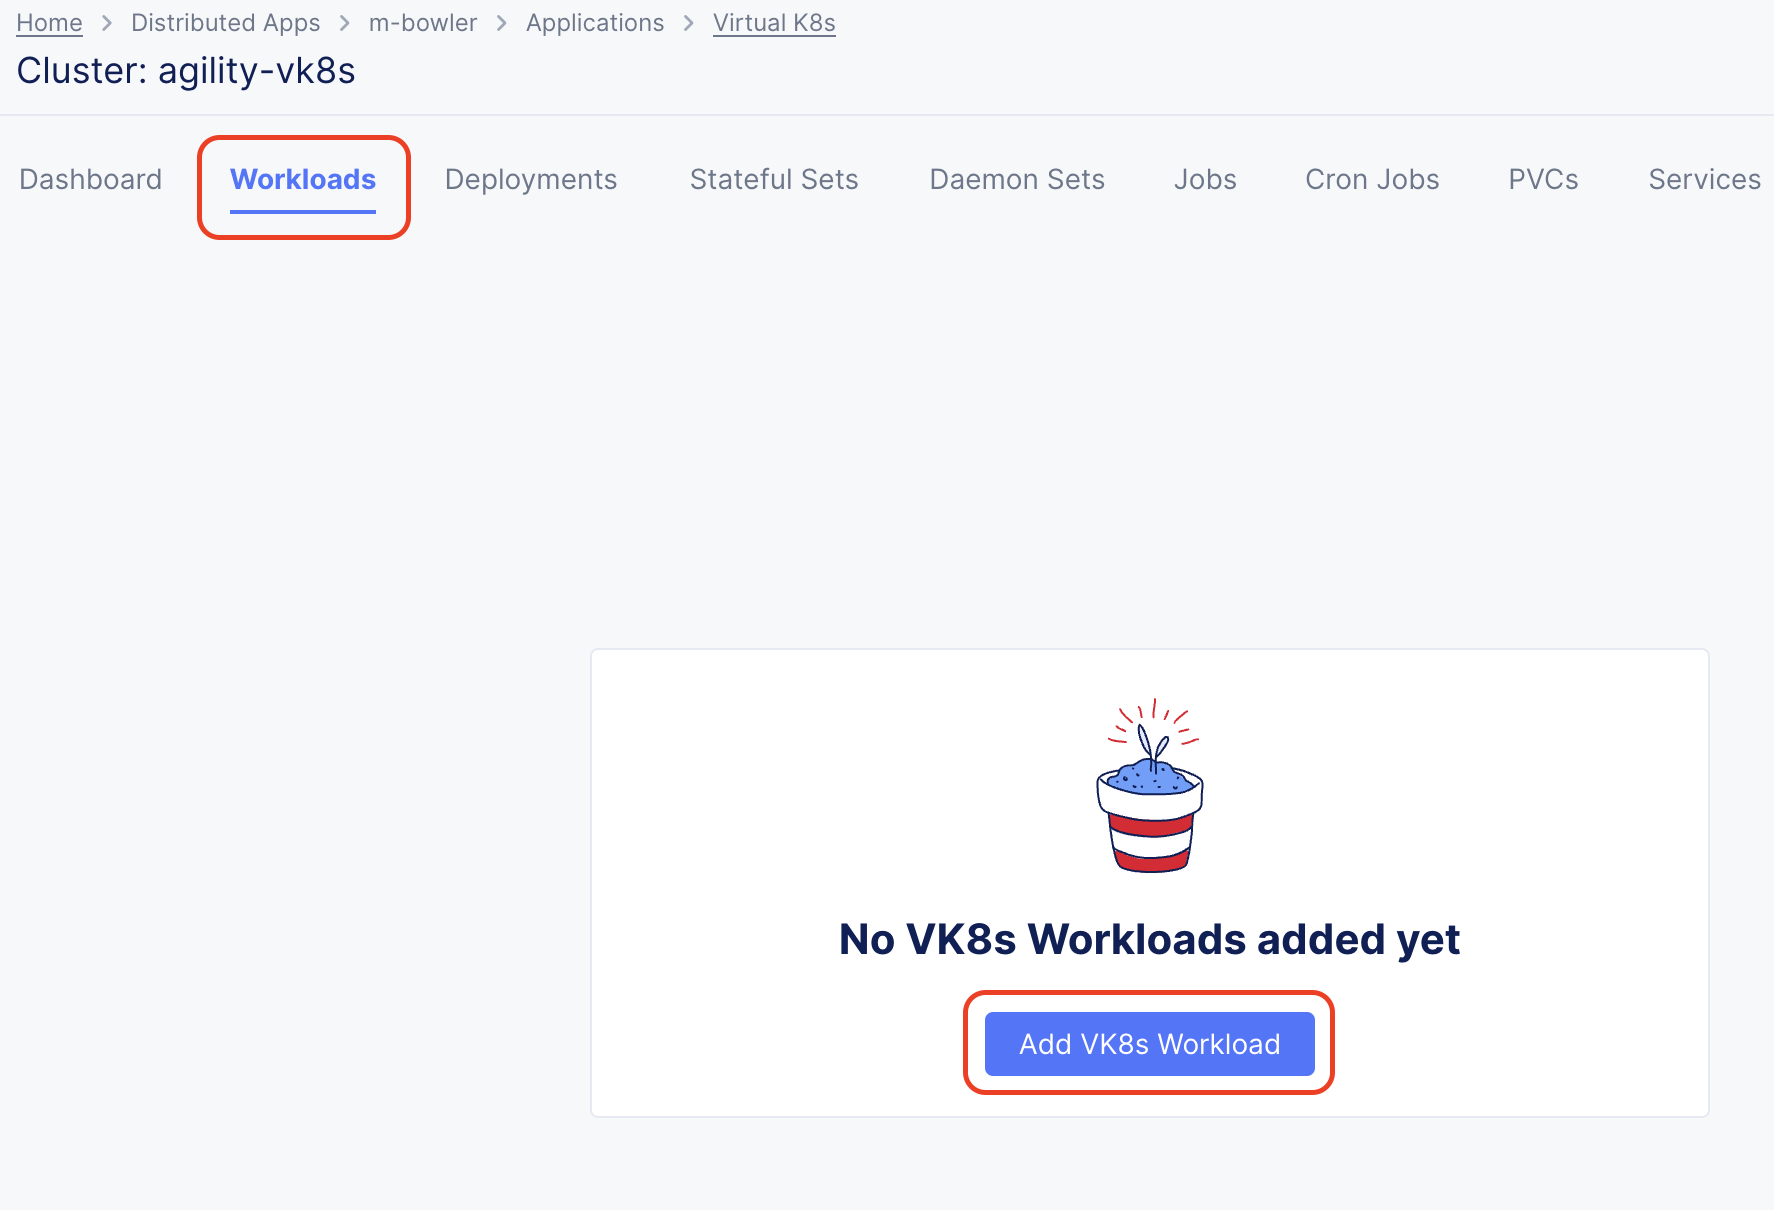 Home > Distributed Apps > m-bowler > Applications > Virtual K8s
Cluster: agility-vk8s
Dashboard Workloads Deployments Stateful Sets Daemon Sets Jobs Cron Jobs PVCs Services
No VK8s Workloads added yet
Add VK8s Workload